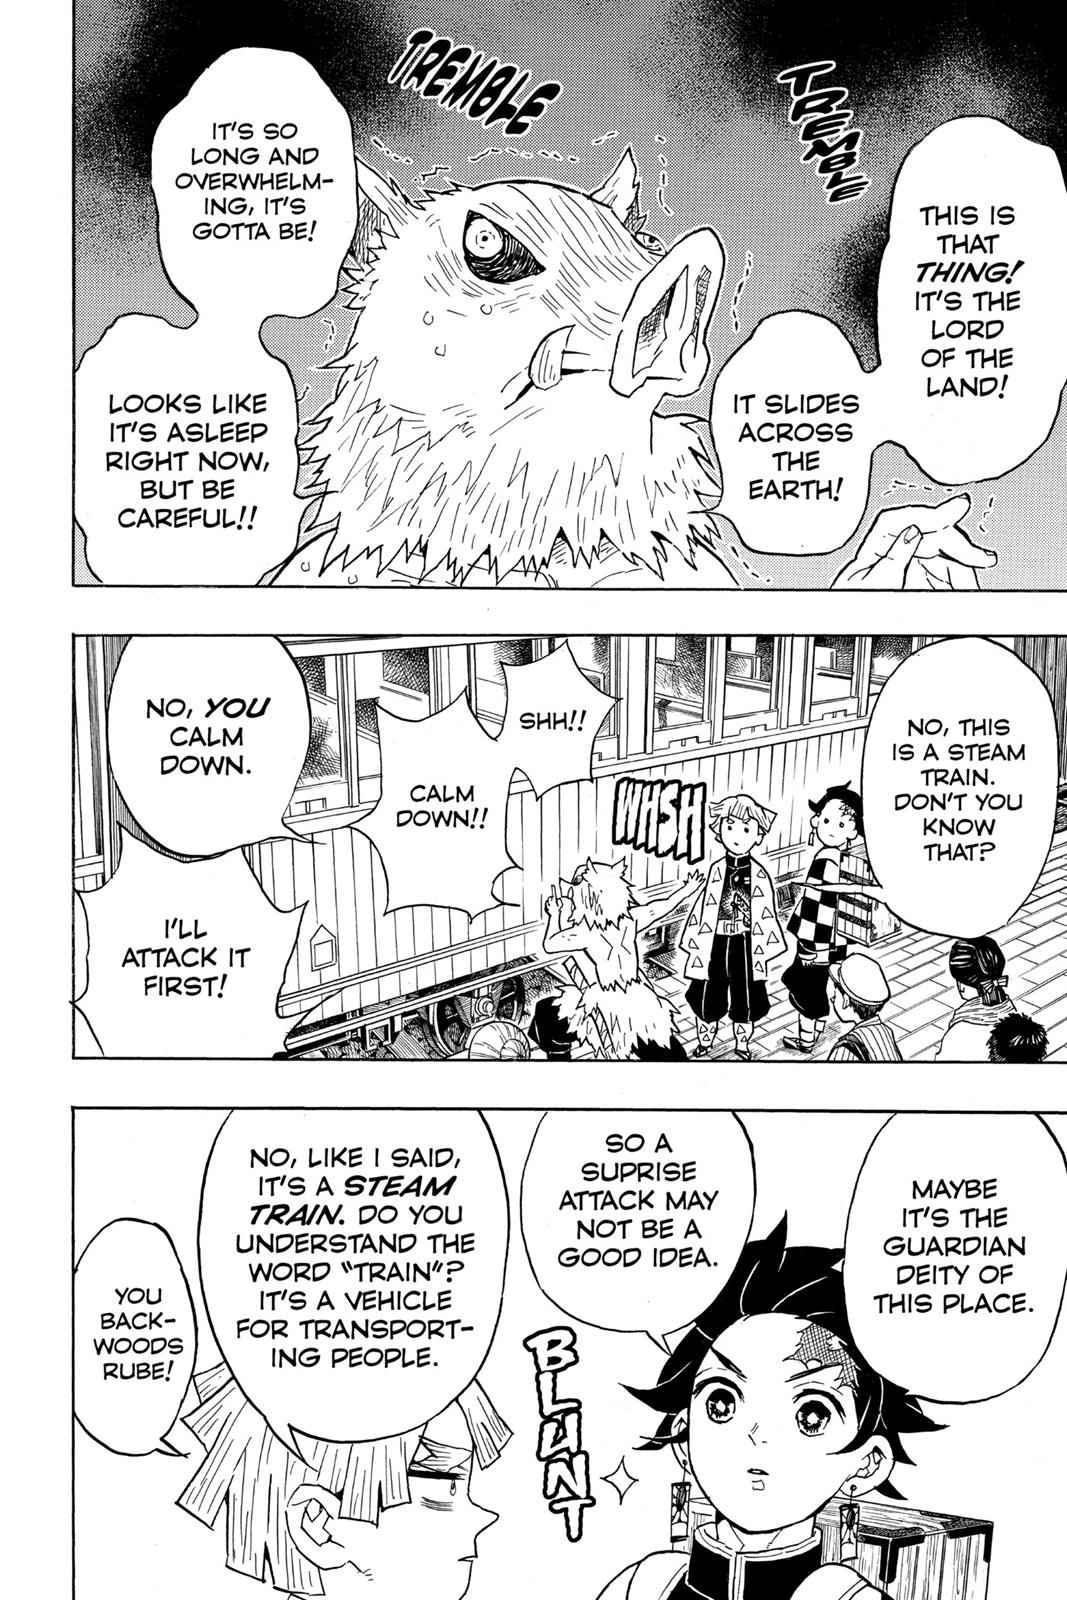 THIS IS
THAT
THING!
IT'S THE
LORD
OF THE
LAND!
TREMBLE
IT SLIDES
ACROSS
THE
EARTH!
TREMBLE
IT'S SO
LONG AND
OVERWHELM-
ING, IT'S
GOTTA BE!
LOOKS LIKE
IT'S ASLEEP
RIGHT NOW,
BUT BE
CAREFUL!!
NO, THIS
IS A STEAM
TRAIN.
DON'T YOU
KNOW
THAT?
WHSH
SHH!!
CALM
DOWN!!
NO, YOU
CALM
DOWN.
I'LL
ATTACK IT
FIRST!
MAYBE
IT'S THE
GUARDIAN
DEITY OF
THIS PLACE.
SO A
SUPRISE
ATTACK MAY
NOT BE A
GOOD IDEA.
BLUNT
NO, LIKE I SAID,
IT'S A STEAM
TRAIN. DO YOU
UNDERSTAND THE
WORD "TRAIN"?
IT'S A VEHICLE
FOR TRANSPORT-
ING PEOPLE.
YOU
BACK-
WOODS
RUBE!